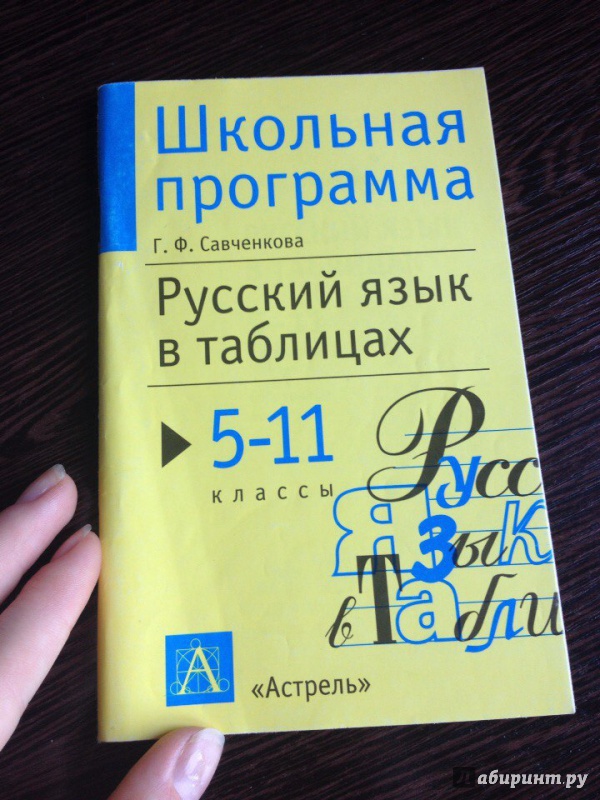 Школьная
программа
Г. Ф. Савченкова
Русский язык
в таблицах
5-11
классы
Русс
язык
в табли
А
«Астрель»
Лабиринт.ру